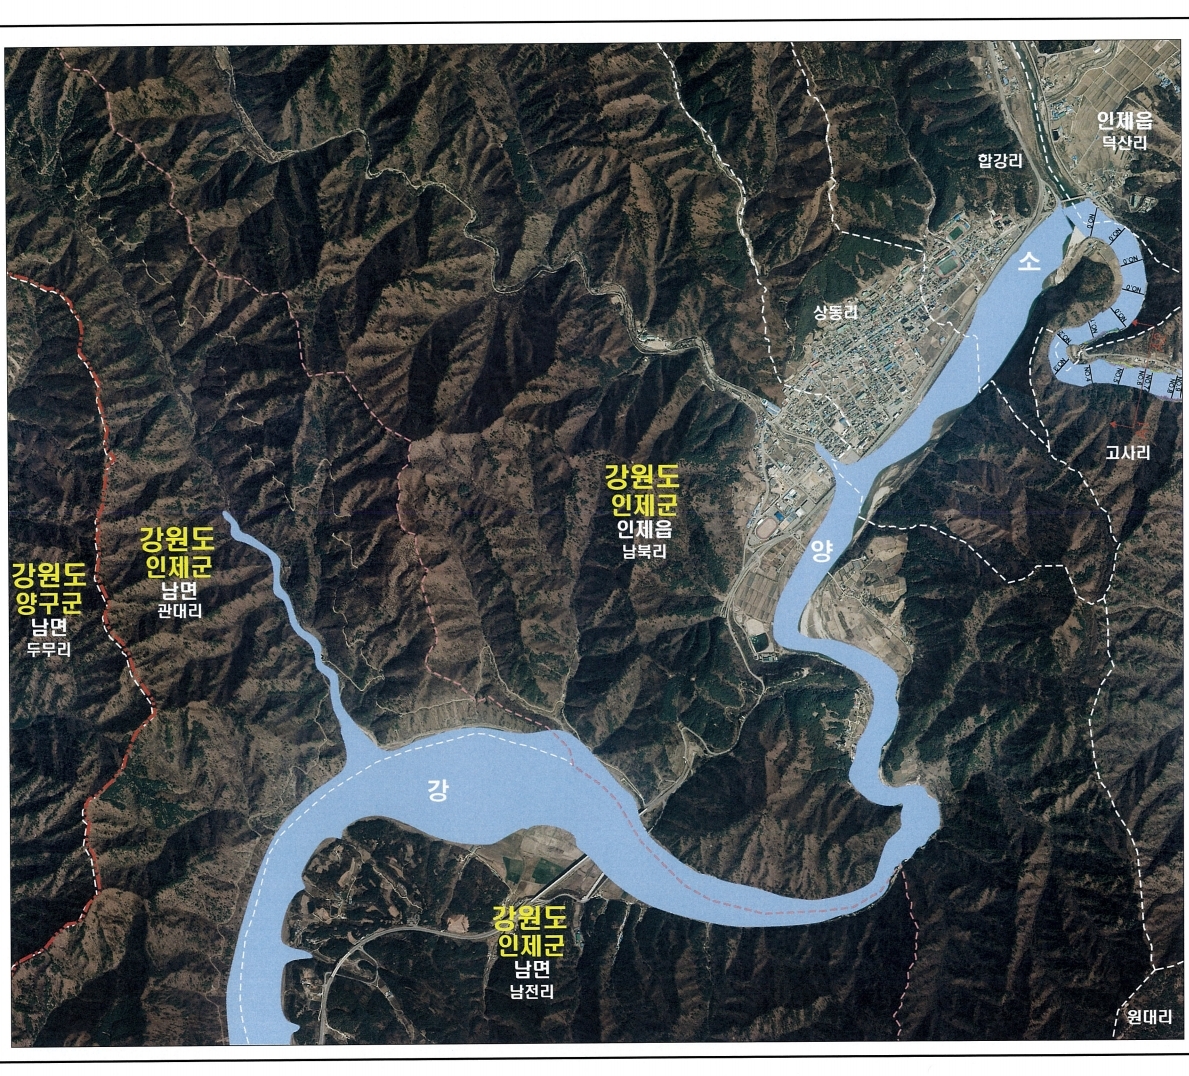 인제읍
덕산리
합강리
소
상동리
고사리
강원도
인제군
인제읍
남북리
양
강원도
인제군
남면
관대리
강원도
양구군
남면
두무리
강
강원도
인제군
남면
남전리
원대리